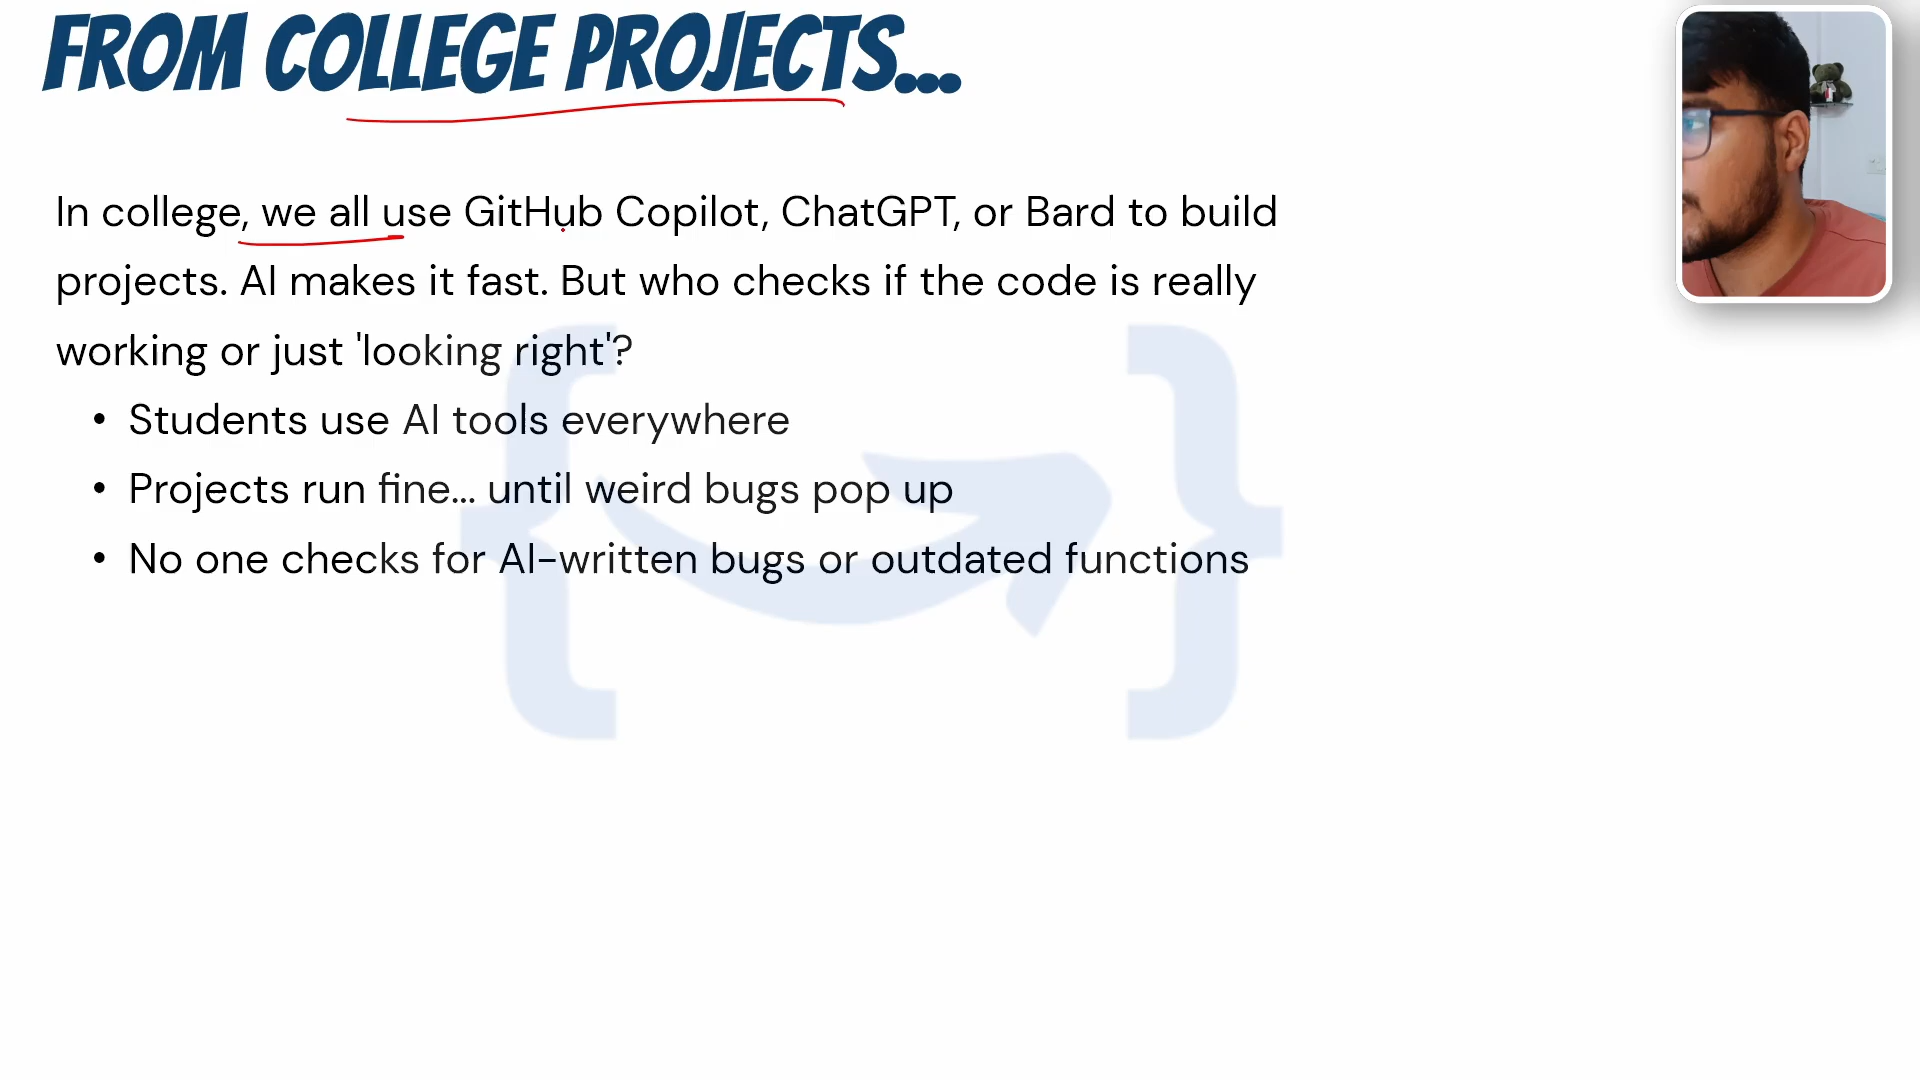 FROM COLLEGE PROJECTS...
In college, we all use GitHub Copilot, ChatGPT, or Bard to build
projects. AI makes it fast. But who checks if the code is really
working or just 'looking right'?
• Students use AI tools everywhere
• Projects run fine... until weird bugs pop up
• No one checks for AI-written bugs or outdated functions